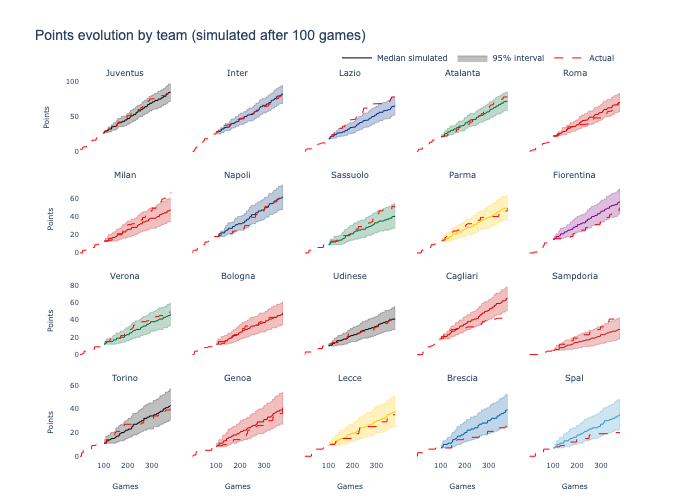 Points evolution by team (simulated after 100 games)
Median simulated 95% interval Actual
Juventus Inter Lazio Atalanta Roma
100
50
0
Points
Milan Napoli Sassuolo Parma Fiorentina
60
40
20
0
Points
Verona Bologna Udinese Cagliari Sampdoria
80
60
40
20
0
Points
Torino Genoa Lecce Brescia Spal
60
40
20
0
Points
100 200 300 100 200 300 100 200 300 100 200 300 100 200 300
Games Games Games Games Games